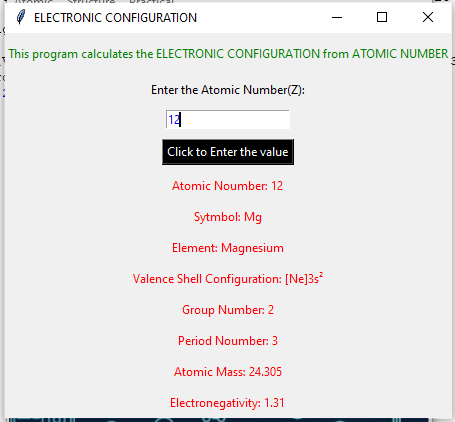 ELECTRONIC CONFIGURATION
This program calculates the ELECTRONIC CONFIGURATION from ATOMIC NUMBER
Enter the Atomic Number(Z):
12
Click to Enter the value
Atomic Nounber: 12
Sytmbol: Mg
Element: Magnesium
Valence Shell Configuration: [Ne]3s²
Group Number: 2
Period Nounber: 3
Atomic Mass: 24.305
Electronegativity: 1.31